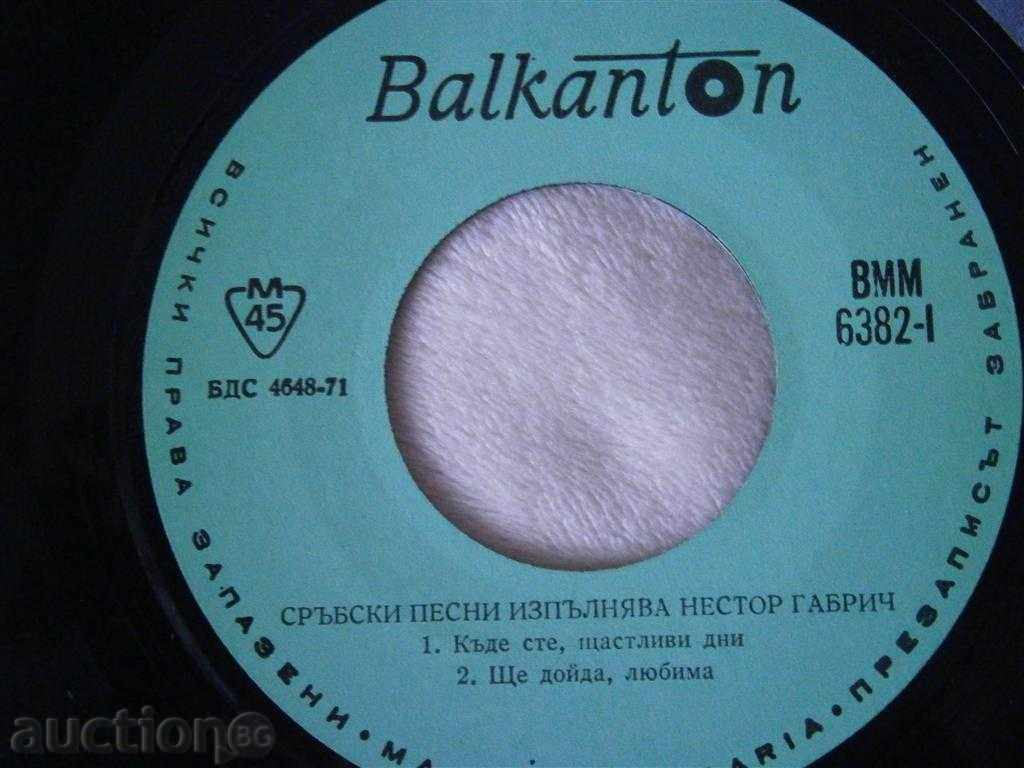 Balkanton
М
45
БДС 4648-71
ВММ
6382-I
СРЪБСКИ ПЕСНИ ИЗПЪЛНЯВА НЕСТОР ГАБРИЧ
1. Къде сте, щастливи дни
2. Ще дойда, любима
ВСИЧКИ ПРАВА ЗАПАЗЕНИ •
• ПРЕЗАПИСЪТ ЗАБРАНЕН
auction BG